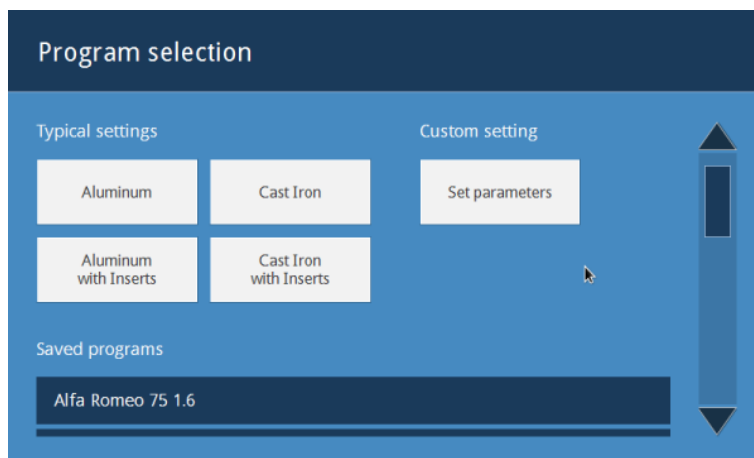 Program selection
Typical settings
Custom setting
Aluminum
Cast Iron
Set parameters
Aluminum
with Inserts
Cast Iron
with Inserts
Saved programs
Alfa Romeo 75 1.6